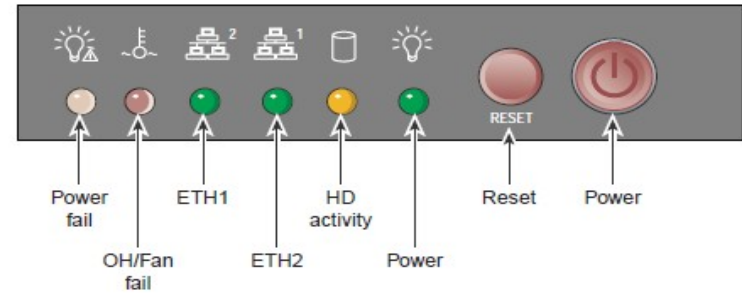 2
1
RESET
Power
fail
ETH1
HD
activity
Reset
Power
OH/Fan
fail
ETH2
Power